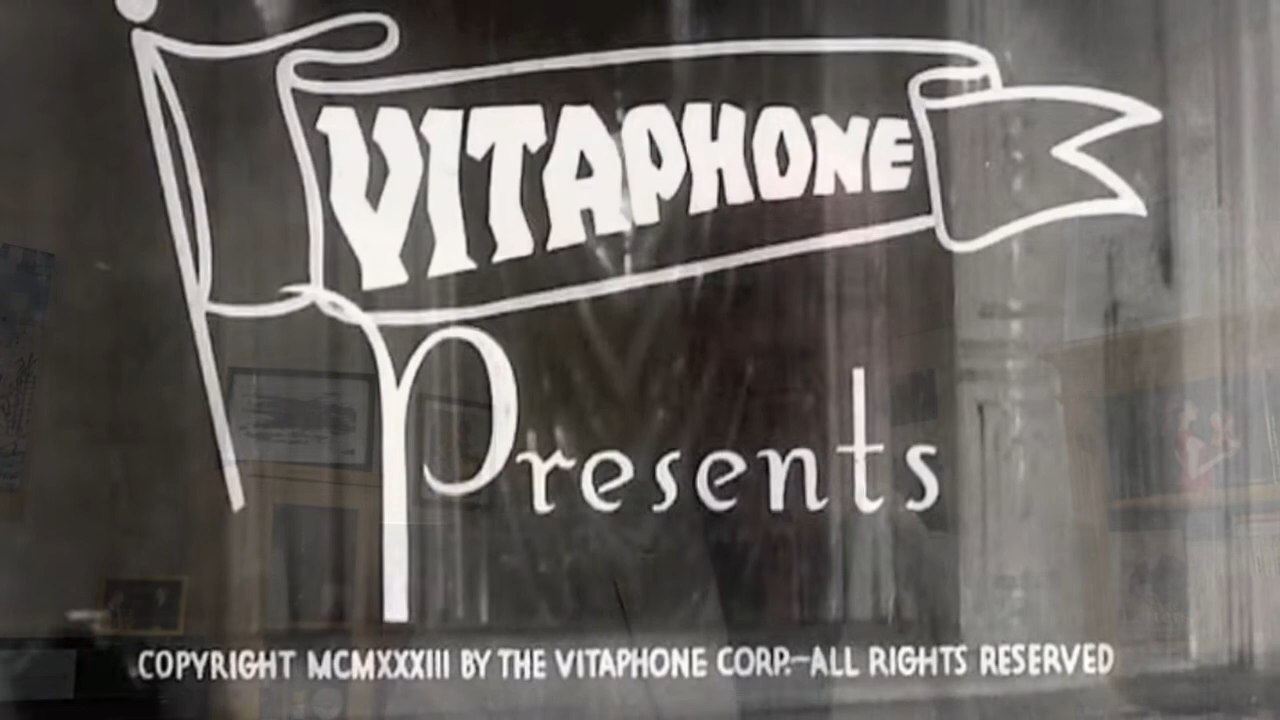 VITAPHONE
Presents
COPYRIGHT MCMXXXIII BY THE VITAPHONE CORP.—ALL RIGHTS RESERVED